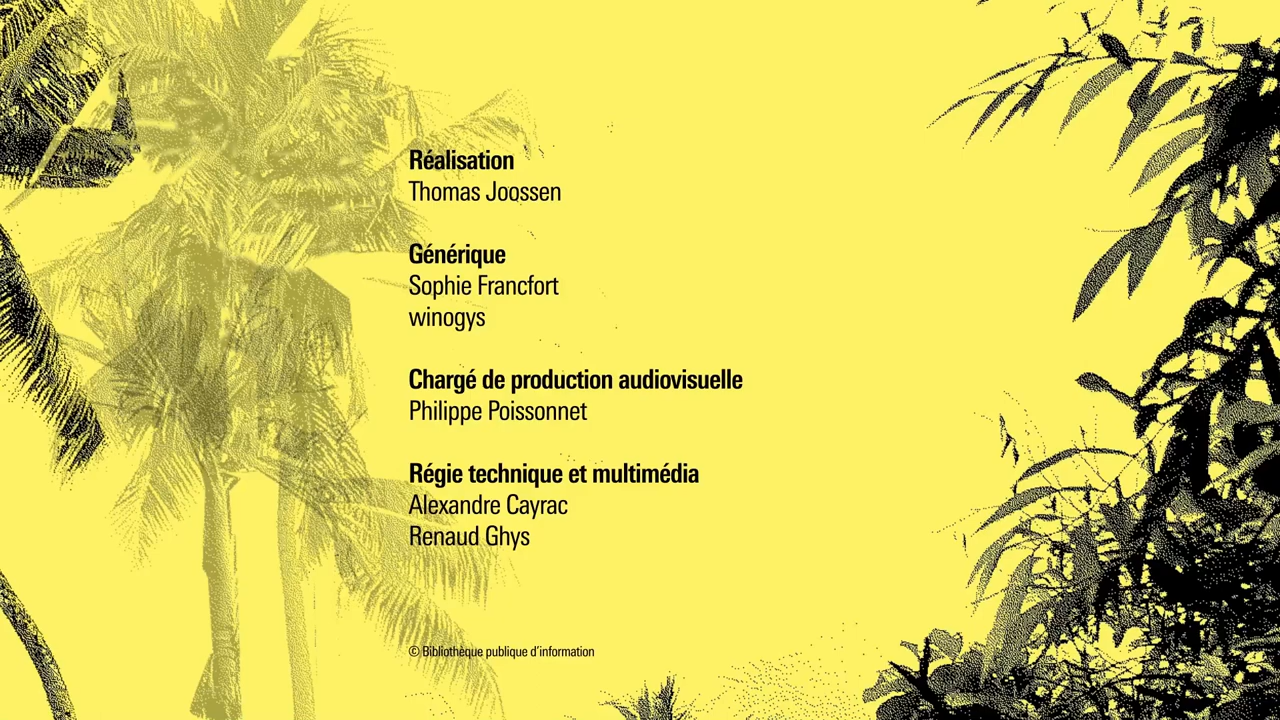 Réalisation
Thomas Joossen
Générique
Sophie Francfort
winogys
Chargé de production audiovisuelle
Philippe Poissonnet
Régie technique et multimédia
Alexandre Cayrac
Renaud Ghys
© Bibliothèque publique d’information